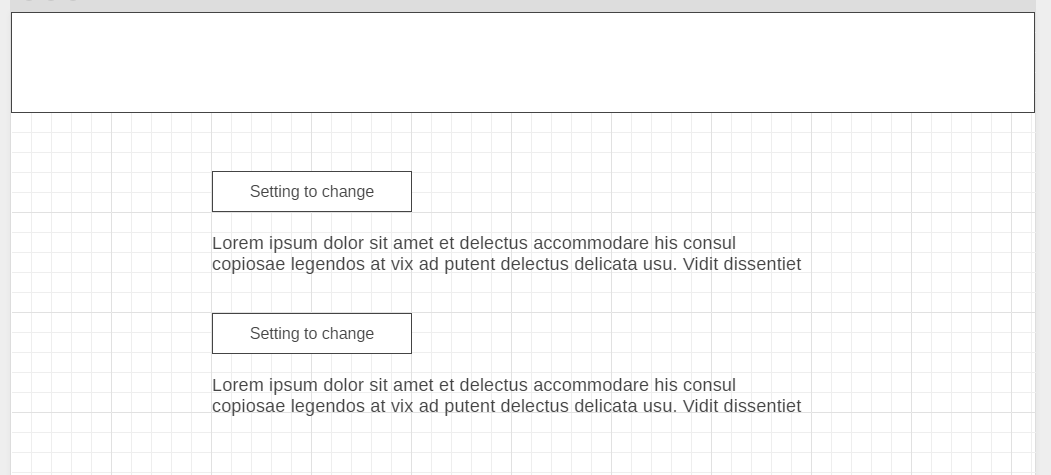 Setting to change
Lorem ipsum dolor sit amet et delectus accommodare his consul
copiosae legendos at vix ad putent delectus delicata usu. Vidit dissentiet
Setting to change
Lorem ipsum dolor sit amet et delectus accommodare his consul
copiosae legendos at vix ad putent delectus delicata usu. Vidit dissentiet